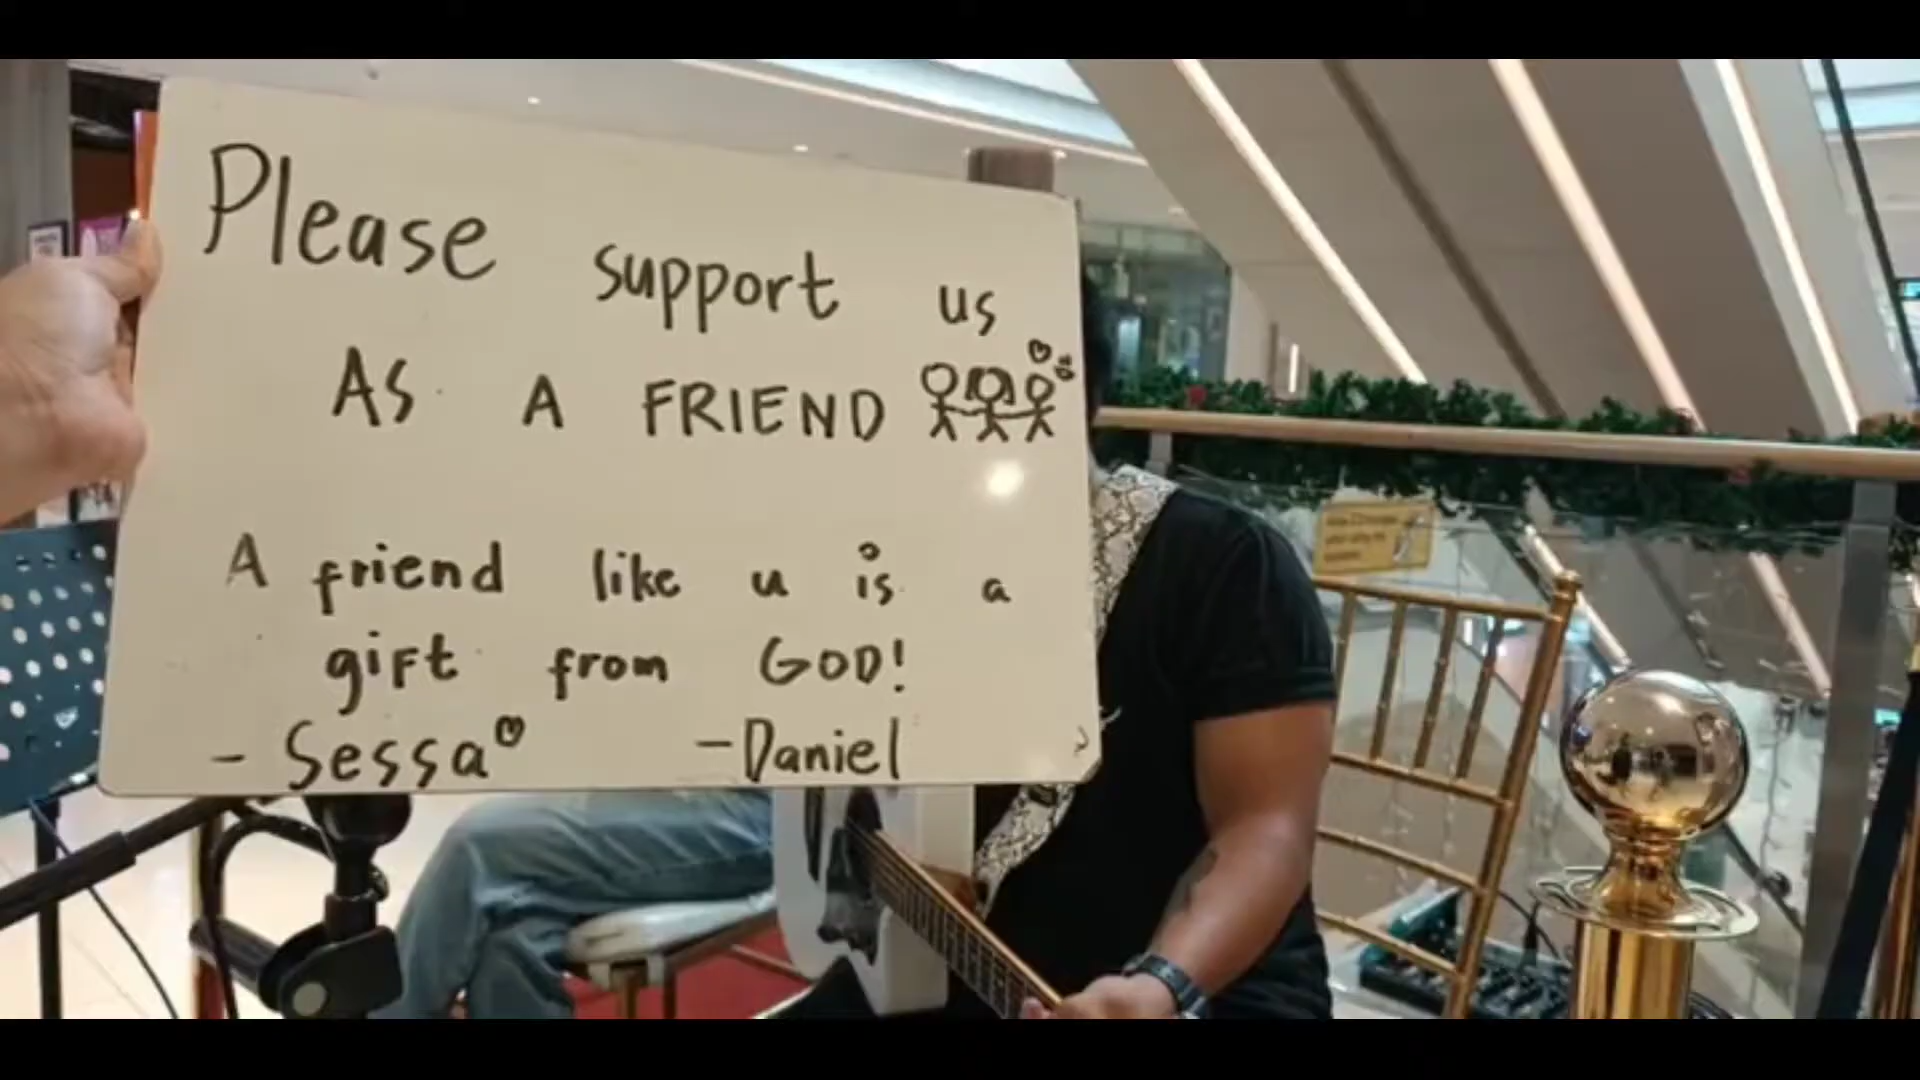 Please support us
AS A FRIEND
A friend like u is a
gift from GOD!
- Sessa -Daniel